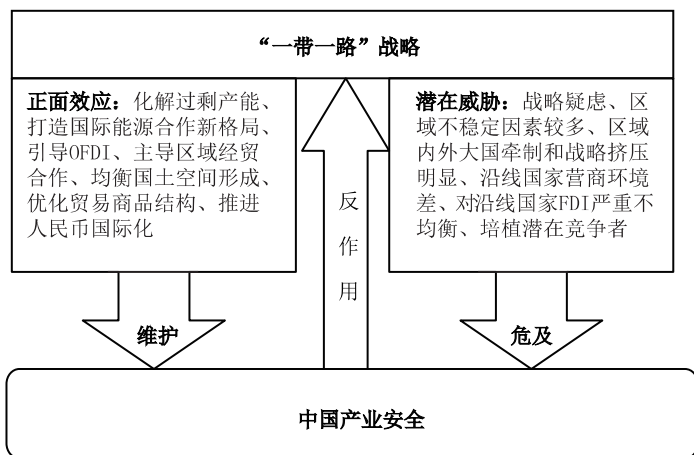 “一带一路”战略
正面效应：化解过剩产能、
打造国际能源合作新格局、
引导OFDI、主导区域经贸
合作、均衡国土空间形成、
优化贸易商品结构、推进
人民币国际化
潜在威胁：战略疑虑、区
域不稳定因素较多、区域
内外大国牵制和战略挤压
明显、沿线国家营商环境
差、对沿线国家FDI严重不
均衡、培植潜在竞争者
反
作
用
维护
危及
中国产业安全